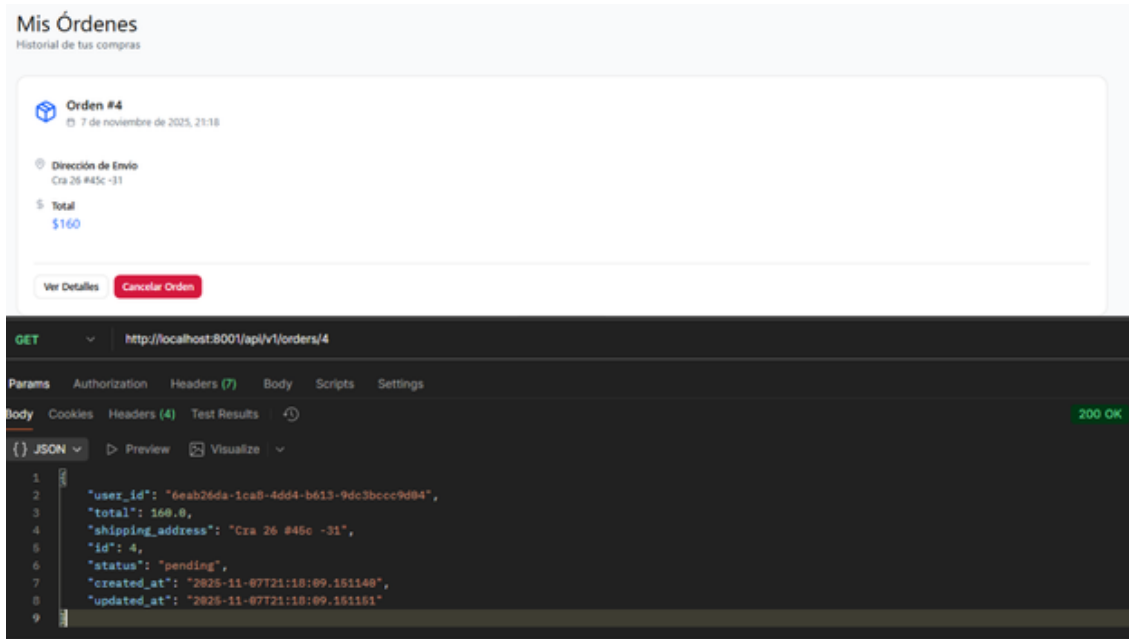 Mis Órdenes
Historial de tus compras
Orden #4
7 de noviembre de 2025, 21:18
Dirección de Envío
Cra 26 #45c -31
$ Total
$160
Ver Detalles Cancelar Orden
GET http://localhost:8001/api/v1/orders/4
Params Authorization Headers (7) Body Scripts Settings
Body Cookies Headers (4) Test Results 200 OK
{} JSON Preview Visualize
1 {
2 "user_id": "6eab26da-1ca8-4dd4-b613-9dc3bccc9d04",
3 "total": 160.0,
4 "shipping_address": "Cra 26 #45c -31",
5 "id": 4,
6 "status": "pending",
7 "created_at": "2025-11-07T21:18:09.151140",
8 "updated_at": "2025-11-07T21:18:09.151151"
9 }